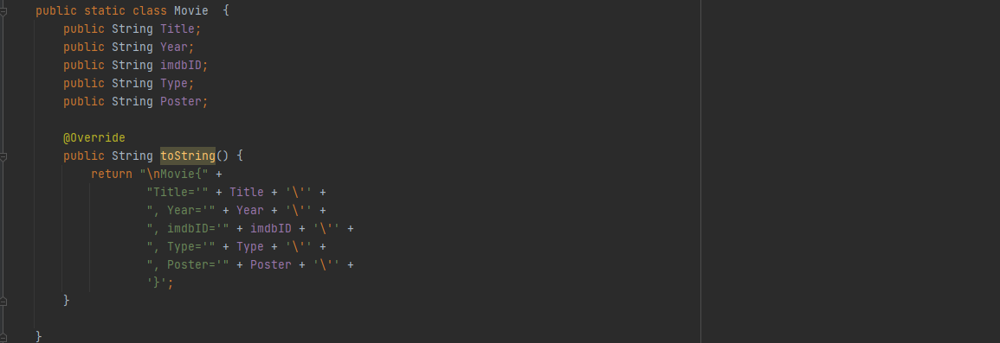 public static class Movie  {
    public String Title;
    public String Year;
    public String imdbID;
    public String Type;
    public String Poster;

    @Override
    public String toString() {
        return "\nMovie{" +
                "Title='" + Title + '\'' +
                ", Year='" + Year + '\'' +
                ", imdbID='" + imdbID + '\'' +
                ", Type='" + Type + '\'' +
                ", Poster='" + Poster + '\'' +
                '}';
    }

}